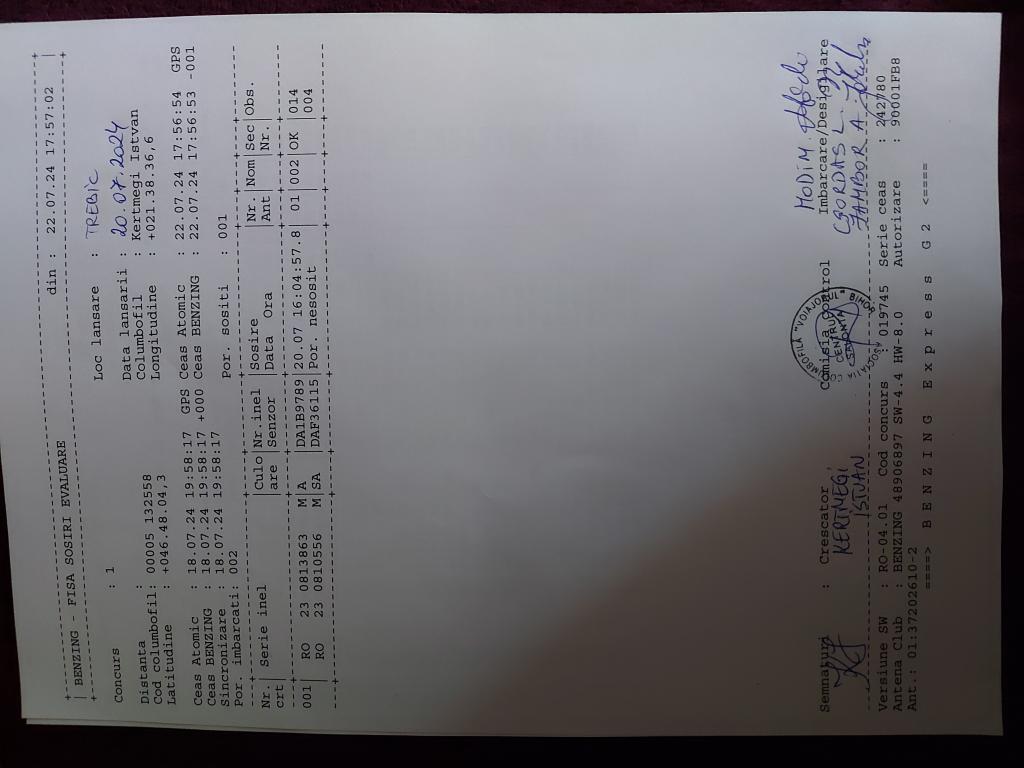 +-----------------------------------------------------------------------+
| BENZING - FISA SOSIRI EVALUARE din : 22.07.24 17:57:02 |
+-----------------------------------------------------------------------+
Concurs : 1 Loc lansare : TREBIC
Distanta : Data lansarii : 20.07.2024
Cod columbofil: 00005 132558 Columbofil : Kertmegi Istvan
Latitudine : +046.48.04,3 Longitudine : +021.38.36,6
Ceas Atomic : 18.07.24 19:58:17 GPS Ceas Atomic : 22.07.24 17:56:54 GPS
Ceas BENZING : 18.07.24 19:58:17 +000 Ceas BENZING : 22.07.24 17:56:53 -001
Sincronizare : 18.07.24 19:58:17
Por. imbarcati: 002 Por. sositi : 001
---+--------------------+----+--------+---------------+---+---+---+-----+
Nr.| Serie inel |Culo|Nr.inel |Sosire |Nr.|Nom|Sec|Obs.
crt| |are |Senzor |Data Ora |Ant| |Nr.|
---+--------------------+----+--------+---------------+---+---+---+-----+
001| RO 23 0813863 M A |DA1B9789|20.07 16:04:57.8| 01|002|OK |014
| RO 23 0810556 M SA |DAF36115|Por. nesosit | | | |004
---+--------------------+----+--------+---------------+---+---+---+-----+
MODIM.
CSORDAS L.
ZAMBOR A.
Semnatura : Crescator Comisia control Imbarcare/Desigilare
KERTMEGI ISTVAN
COLUMBOFILĂ "VOIAJORUL" BIHOR
ASOCIATIA
CENTRUL
-----------------------------------------------------------------------
Versiune SW : RO-04.01 Cod concurs : 019745 Serie ceas : 242780
Antena Club : BENZING 48906897 SW-4.4 HW-8.0 Autorizare : 90001FB8
Ant.: 01:37202610-2
====> B E N Z I N G E x p r e s s G 2 <====